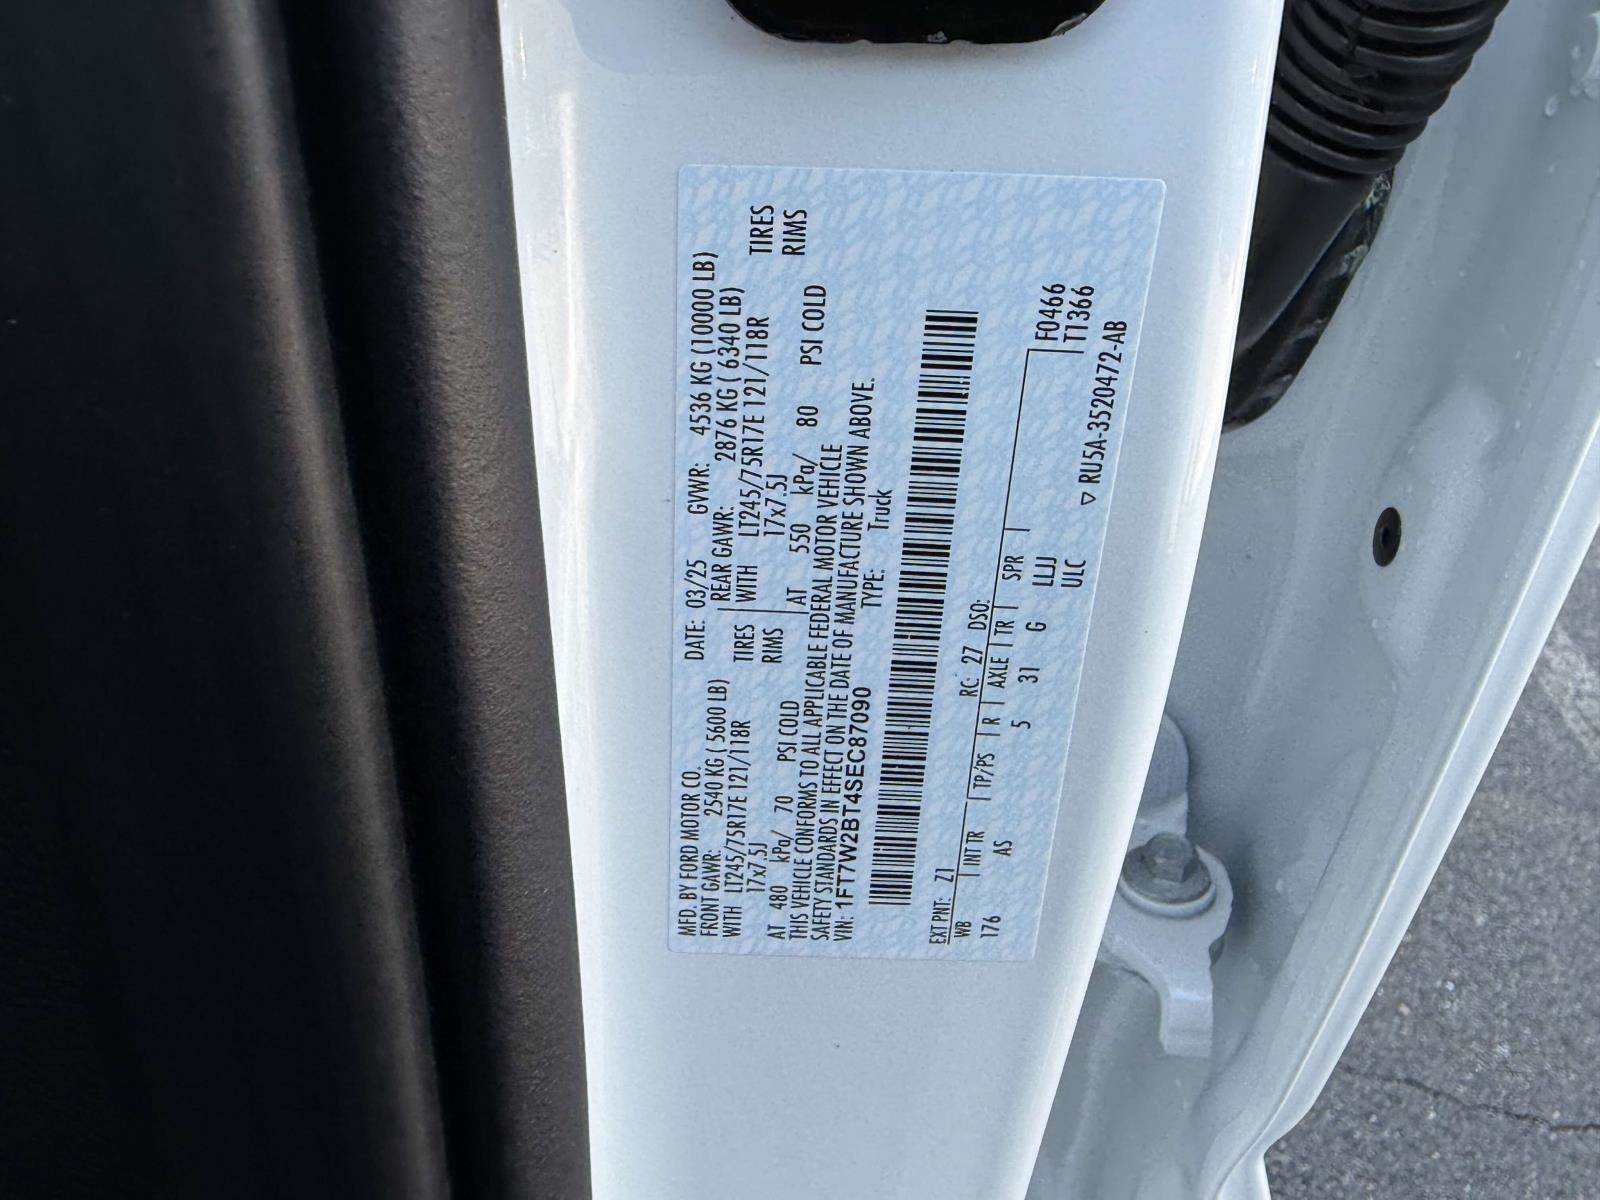 MFD. BY FORD MOTOR CO. DATE: 03/25 GVWR: 4536 KG (10000 LB)
FRONT GAWR: 2540 KG ( 5600 LB) REAR GAWR: 2876 KG ( 6340 LB)
WITH LT245/75R17E 121/118R TIRES WITH LT245/75R17E 121/118R TIRES
17x7.5J RIMS 17x7.5J RIMS
AT 480 kPa/ 70 PSI COLD AT 550 kPa/ 80 PSI COLD
THIS VEHICLE CONFORMS TO ALL APPLICABLE FEDERAL MOTOR VEHICLE
SAFETY STANDARDS IN EFFECT ON THE DATE OF MANUFACTURE SHOWN ABOVE.
VIN: 1FT7W2BT4SEC87090 TYPE: Truck
EXT PNT: Z1 RC: 27 DSO: F0466
WB INT TR TP/PS R AXLE TR SPR T1366
176 AS 5 31 G LLJJ
ULC
▽ RU5A-3520472-AB